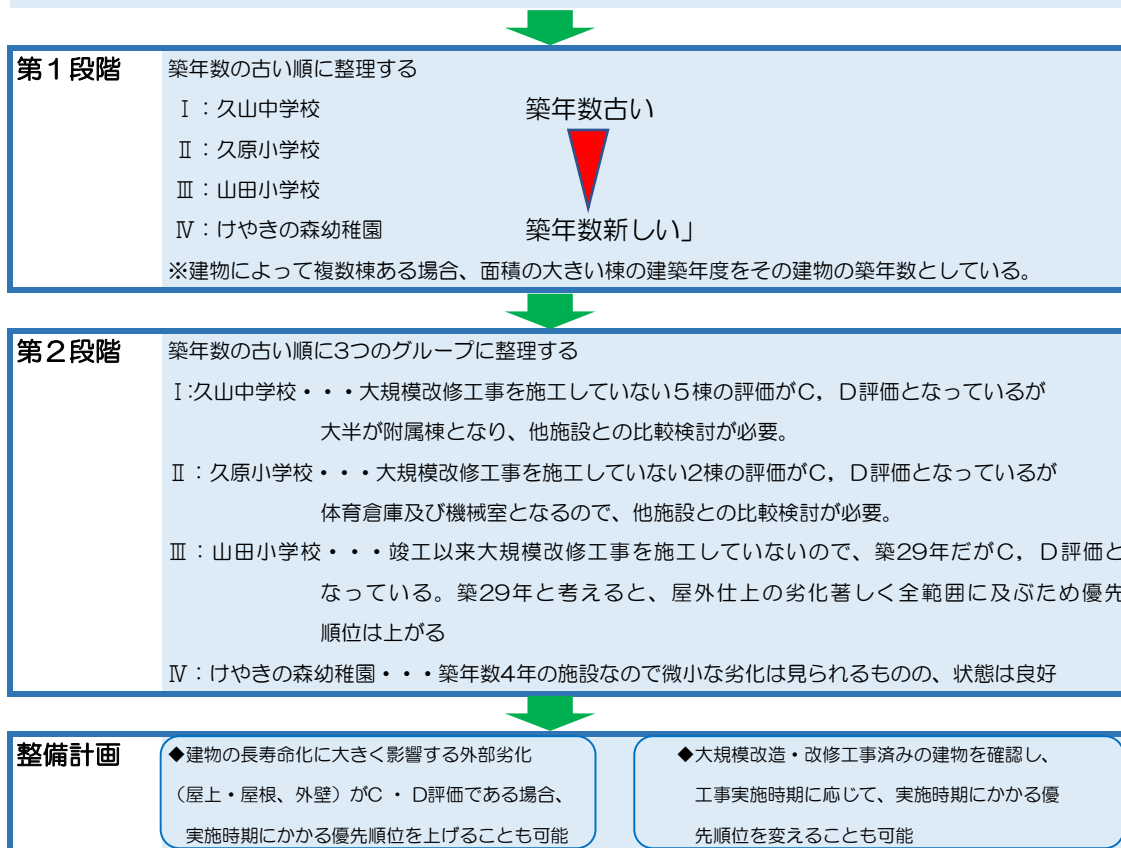 第1段階
築年数の古い順に整理する
Ⅰ：久山中学校
築年数古い
Ⅱ：久原小学校
Ⅲ：山田小学校
Ⅳ：けやきの森幼稚園
築年数新しい」
※建物によって複数棟ある場合、面積の大きい棟の建築年度をその建物の築年数としている。
第2段階
築年数の古い順に3つのグループに整理する
Ⅰ:久山中学校・・・大規模改修工事を施工していない5棟の評価がC，D評価となっているが
大半が附属棟となり、他施設との比較検討が必要。
Ⅱ：久原小学校・・・大規模改修工事を施工していない2棟の評価がC，D評価となっているが
体育倉庫及び機械室となるので、他施設との比較検討が必要。
Ⅲ：山田小学校・・・竣工以来大規模改修工事を施工していないので、築29年だがC，D評価と
なっている。築29年と考えると、屋外仕上の劣化著しく全範囲に及ぶため優先
順位は上がる
Ⅳ：けやきの森幼稚園・・・築年数4年の施設なので微小な劣化は見られるものの、状態は良好
整備計画
◆建物の長寿命化に大きく影響する外部劣化
（屋上・屋根、外壁）がC ・ D評価である場合、
実施時期にかかる優先順位を上げることも可能
◆大規模改造・改修工事済みの建物を確認し、
工事実施時期に応じて、実施時期にかかる優
先順位を変えることも可能